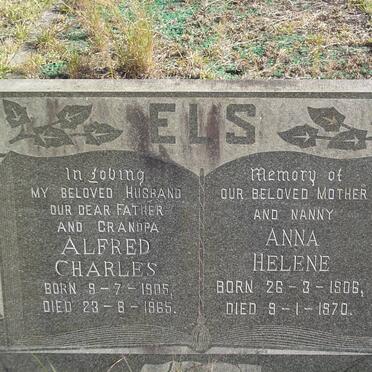 ELS
In Loving
MY BELOVED HUSBAND
OUR DEAR FATHER
AND GRANDPA
ALFRED
CHARLES
BORN 9-7-1905,
DIED 23-6-1965.
Memory of
OUR BELOVED MOTHER
AND NANNY
ANNA
HELENE
BORN 26-3-1906,
DIED 9-1-1970.